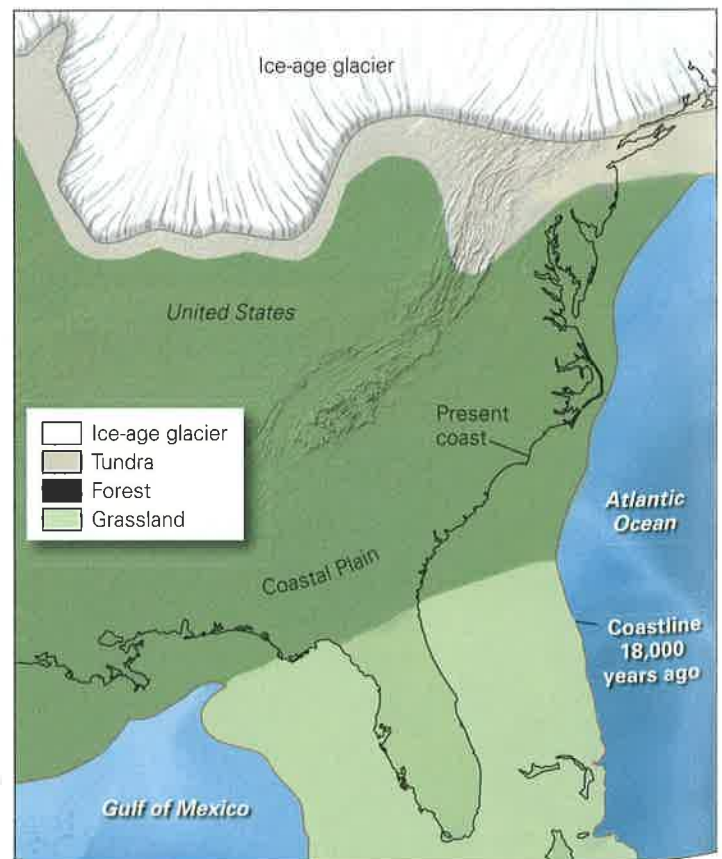 Ice-age glacier
United States
Ice-age glacier
Tundra
Forest
Grassland
Present
coast
Atlantic
Ocean
Coastal Plain
Coastline
18,000
years ago
Gulf of Mexico